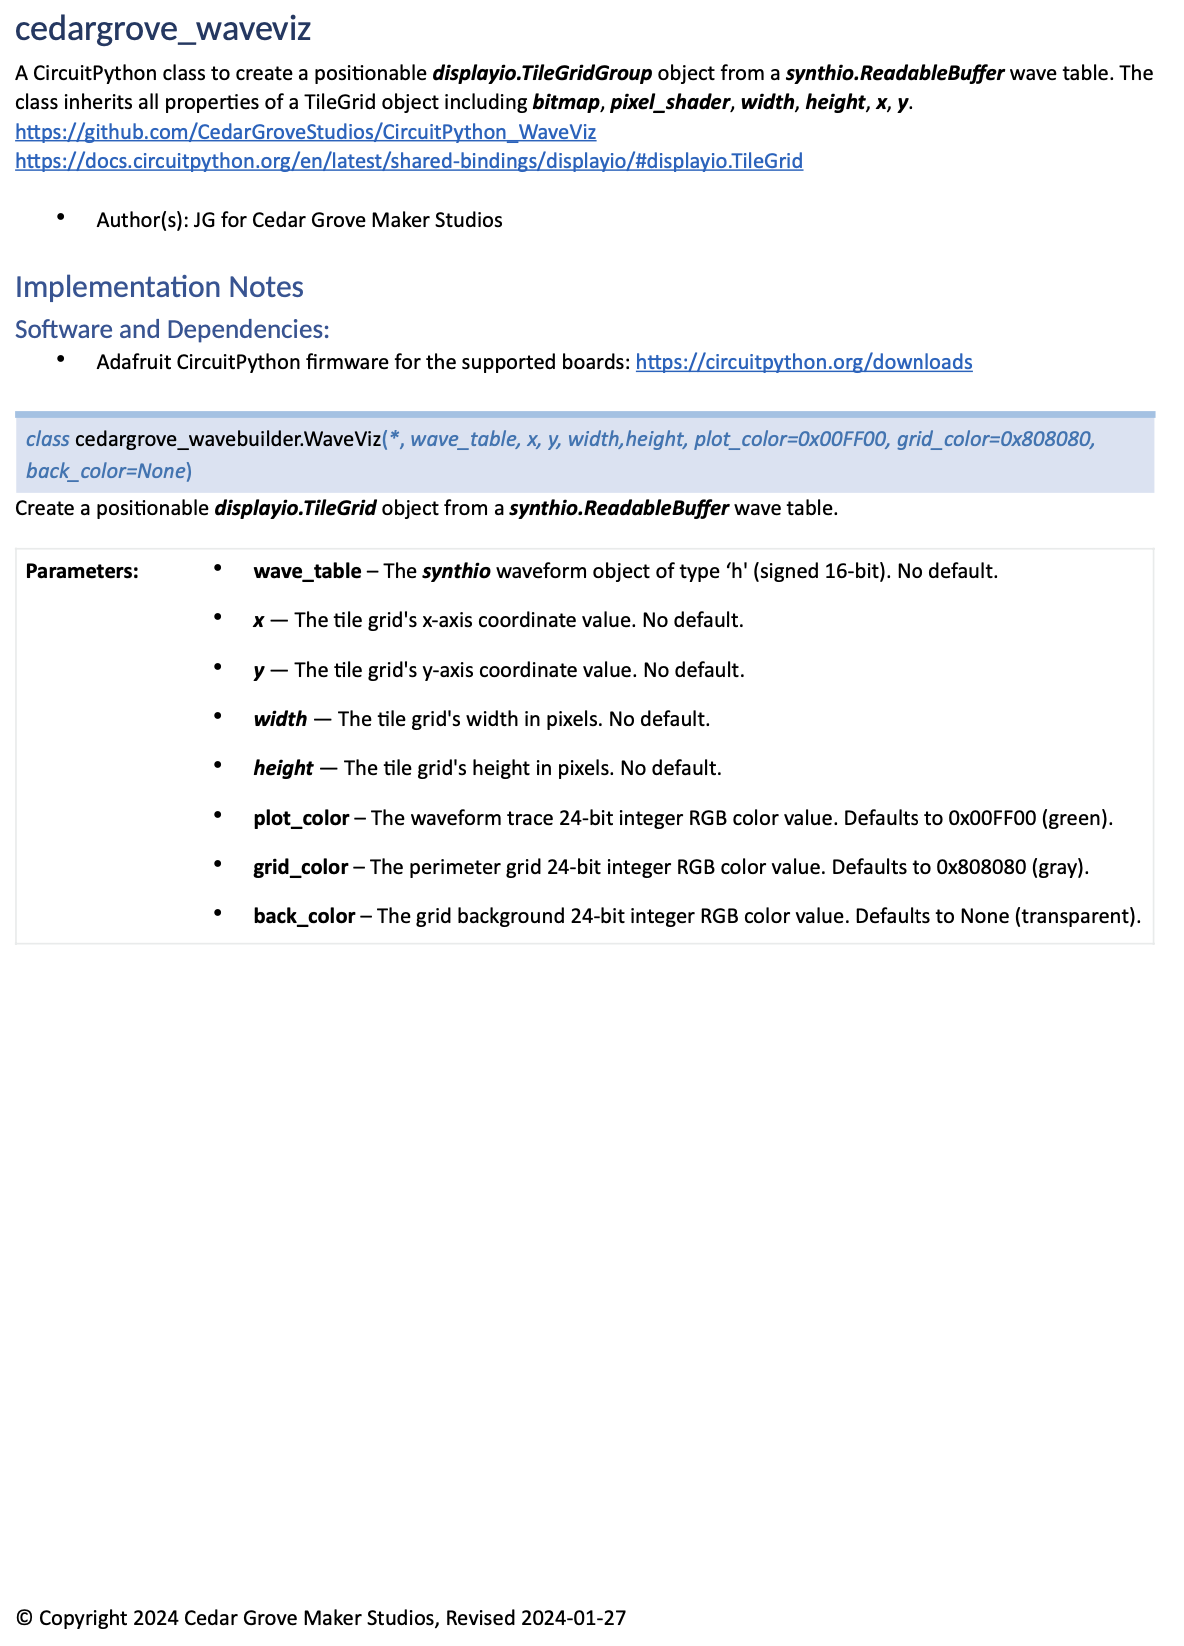 cedargrove_waveviz
A CircuitPython class to create a positionable displayio.TileGridGroup object from a synthio.ReadableBuffer wave table. The
class inherits all properties of a TileGrid object including bitmap, pixel_shader, width, height, x, y.
https://github.com/CedarGroveStudios/CircuitPython_WaveViz
https://docs.circuitpython.org/en/latest/shared-bindings/displayio/#displayio.TileGrid
• Author(s): JG for Cedar Grove Maker Studios
Implementation Notes
Software and Dependencies:
• Adafruit CircuitPython firmware for the supported boards: https://circuitpython.org/downloads
class cedargrove_wavebuilder.WaveViz(*, wave_table, x, y, width,height, plot_color=0x00FF00, grid_color=0x808080,
back_color=None)
Create a positionable displayio.TileGrid object from a synthio.ReadableBuffer wave table.
Parameters: • wave_table – The synthio waveform object of type ‘h' (signed 16-bit). No default.
• x — The tile grid's x-axis coordinate value. No default.
• y — The tile grid's y-axis coordinate value. No default.
• width — The tile grid's width in pixels. No default.
• height — The tile grid's height in pixels. No default.
• plot_color – The waveform trace 24-bit integer RGB color value. Defaults to 0x00FF00 (green).
• grid_color – The perimeter grid 24-bit integer RGB color value. Defaults to 0x808080 (gray).
• back_color – The grid background 24-bit integer RGB color value. Defaults to None (transparent).
© Copyright 2024 Cedar Grove Maker Studios, Revised 2024-01-27